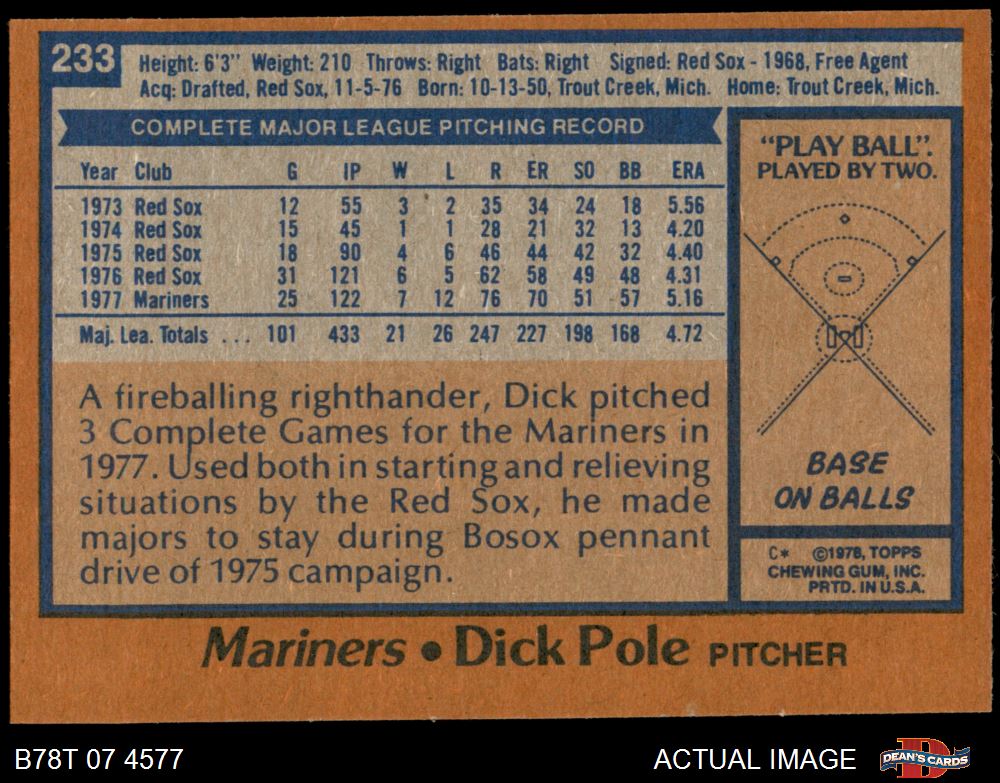 233
Height: 6'3" Weight: 210 Throws: Right Bats: Right Signed: Red Sox - 1968, Free Agent
Acq: Drafted, Red Sox, 11-5-76 Born: 10-13-50, Trout Creek, Mich. Home: Trout Creek, Mich.
COMPLETE MAJOR LEAGUE PITCHING RECORD
Year Club G IP W L R ER SO BB ERA
1973 Red Sox 12 55 3 2 35 34 24 18 5.56
1974 Red Sox 15 45 1 1 28 21 32 13 4.20
1975 Red Sox 18 90 4 6 46 44 42 32 4.40
1976 Red Sox 31 121 6 5 62 58 49 48 4.31
1977 Mariners 25 122 7 12 76 70 51 57 5.16
Maj. Lea. Totals ... 101 433 21 26 247 227 198 168 4.72
A fireballing righthander, Dick pitched
3 Complete Games for the Mariners in
1977. Used both in starting and relieving
situations by the Red Sox, he made
majors to stay during Bosox pennant
drive of 1975 campaign.
"PLAY BALL".
PLAYED BY TWO.
BASE
ON BALLS
C* ©1978, TOPPS
CHEWING GUM, INC.
PRTD. IN U.S.A.
Mariners • Dick Pole PITCHER
B78T 07 4577
ACTUAL IMAGE
DEAN'S CARDS